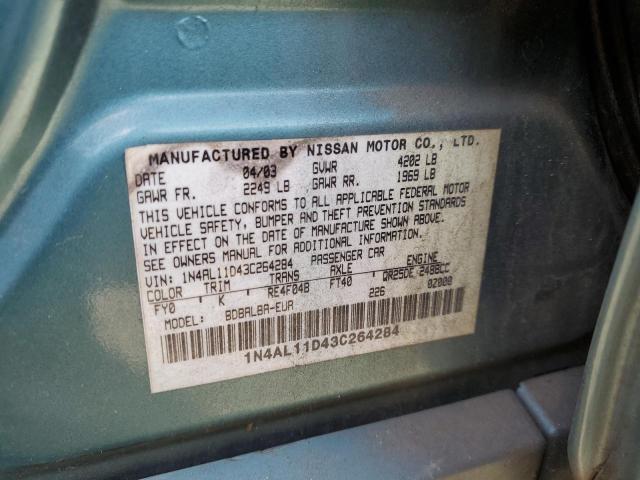 MANUFACTURED BY NISSAN MOTOR CO., LTD.
DATE 04/03 GVWR 4202 LB
GAWR FR. 2249 LB GAWR RR. 1969 LB
THIS VEHICLE CONFORMS TO ALL APPLICABLE FEDERAL MOTOR
VEHICLE SAFETY, BUMPER AND THEFT PREVENTION STANDARDS
IN EFFECT ON THE DATE OF MANUFACTURE SHOWN ABOVE.
SEE OWNERS MANUAL FOR ADDITIONAL INFORMATION.
VIN: 1N4AL11D43C264284 PASSENGER CAR
COLOR TRIM TRANS AXLE ENGINE
FY0 K RE4F04B FT40 QR25DE 2488CC
MODEL: BDBALBA-EUR 226 02000
1N4AL11D43C264284